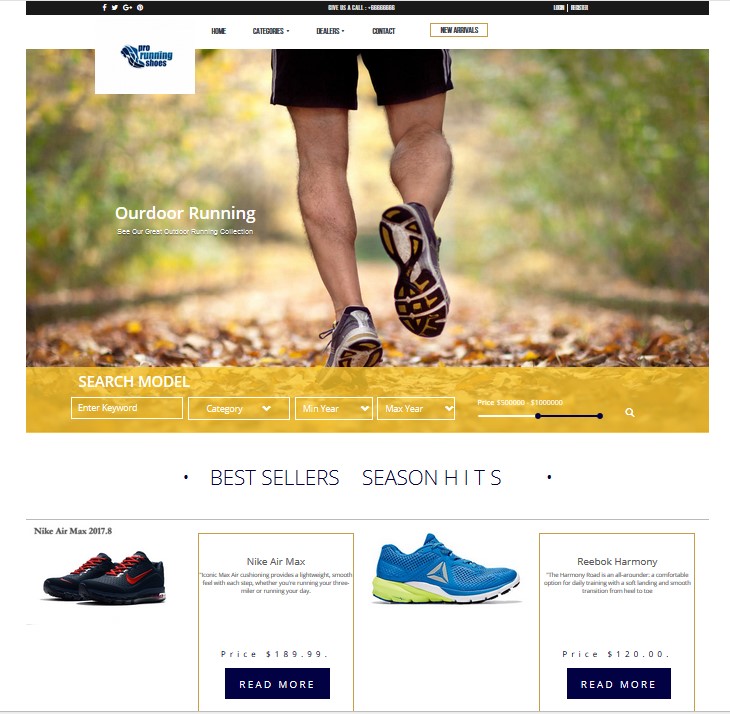 GIVE US A CALL : +66666666
LOGIN | REGISTER
HOME
CATEGORIES
DEALERS
CONTACT
NEW ARRIVALS
pro
running
shoes
Ourdoor Running
See Our Great Outdoor Running Collection
SEARCH MODEL
Enter Keyword
Category
Min Year
Max Year
Price $500000 - $1000000
• BEST SELLERS SEASON H I T S •
Nike Air Max 2017.8
Nike Air Max
"Iconic Max Air cushioning provides a lightweight, smooth
feel with each step, whether you're running your three-
miler or running your day.
Price $189.99.
READ MORE
Reebok Harmony
"The Harmony Road is an all-arounder: a comfortable
option for daily training with a soft landing and smooth
transition from heel to toe
Price $120.00.
READ MORE